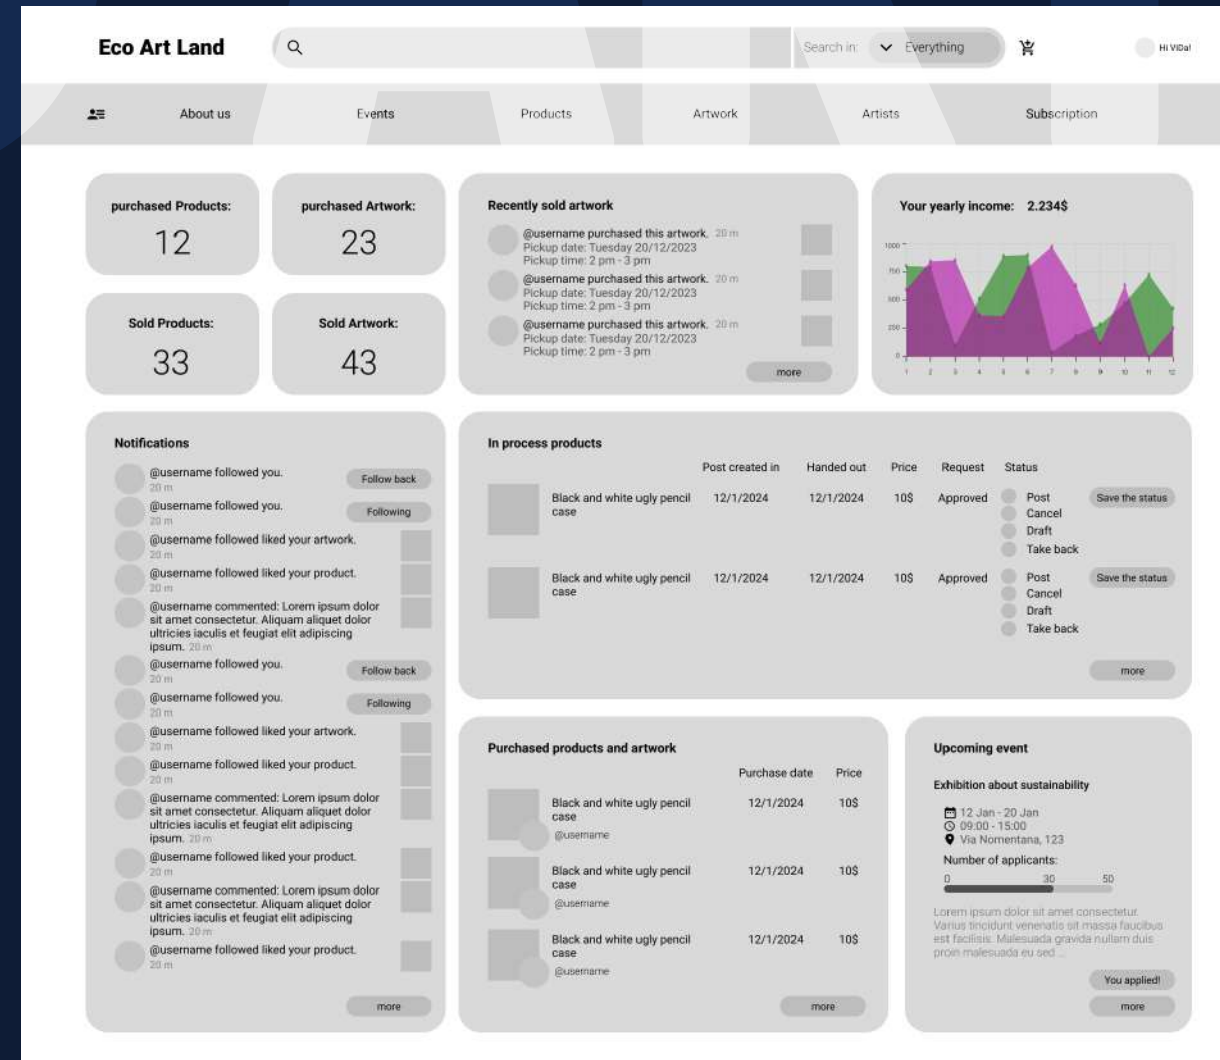 Eco Art Land
Search in:
Everything
Hi ViDa!
About us
Events
Products
Artwork
Artists
Subscription
purchased Products:
12
purchased Artwork:
23
Sold Products:
33
Sold Artwork:
43
Recently sold artwork
@username purchased this artwork. 20 m
Pickup date: Tuesday 20/12/2023
Pickup time: 2 pm - 3 pm
@username purchased this artwork. 20 m
Pickup date: Tuesday 20/12/2023
Pickup time: 2 pm - 3 pm
@username purchased this artwork. 20 m
Pickup date: Tuesday 20/12/2023
Pickup time: 2 pm - 3 pm
more
Your yearly income: 2.234$
1000
750
500
250
0
1 2 3 4 5 6 7 8 9 10 11 12
Notifications
@username followed you.
20 m
Follow back
@username followed you.
20 m
Following
@username followed liked your artwork.
20 m
@username followed liked your product.
20 m
@username commented: Lorem ipsum dolor
sit amet consectetur. Aliquam aliquet dolor
ultricies iaculis et feugiat elit adipiscing
ipsum. 20 m
@username followed you.
20 m
Follow back
@username followed you.
20 m
Following
@username followed liked your artwork.
20 m
@username followed liked your product.
20 m
@username commented: Lorem ipsum dolor
sit amet consectetur. Aliquam aliquet dolor
ultricies iaculis et feugiat elit adipiscing
ipsum. 20 m
@username followed liked your product.
20 m
@username commented: Lorem ipsum dolor
sit amet consectetur. Aliquam aliquet dolor
ultricies iaculis et feugiat elit adipiscing
ipsum. 20 m
@username followed liked your product.
20 m
more
In process products
Post created in Handed out Price Request Status
Black and white ugly pencil 12/1/2024 12/1/2024 10$ Approved Post Save the status
case Cancel
Draft
Take back
Black and white ugly pencil 12/1/2024 12/1/2024 10$ Approved Post Save the status
case Cancel
Draft
Take back
more
Purchased products and artwork
Purchase date Price
Black and white ugly pencil 12/1/2024 10$
case
@username
Black and white ugly pencil 12/1/2024 10$
case
@username
Black and white ugly pencil 12/1/2024 10$
case
@username
more
Upcoming event
Exhibition about sustainability
12 Jan - 20 Jan
09:00 - 15:00
Via Nomentana, 123
Number of applicants:
0 30 50
Lorem ipsum dolor sit amet consectetur.
Varius tincidunt venenatis sit massa faucibus
est facilisis. Malesuada gravida nullam duis
proin malesuada eu sed ...
You applied!
more